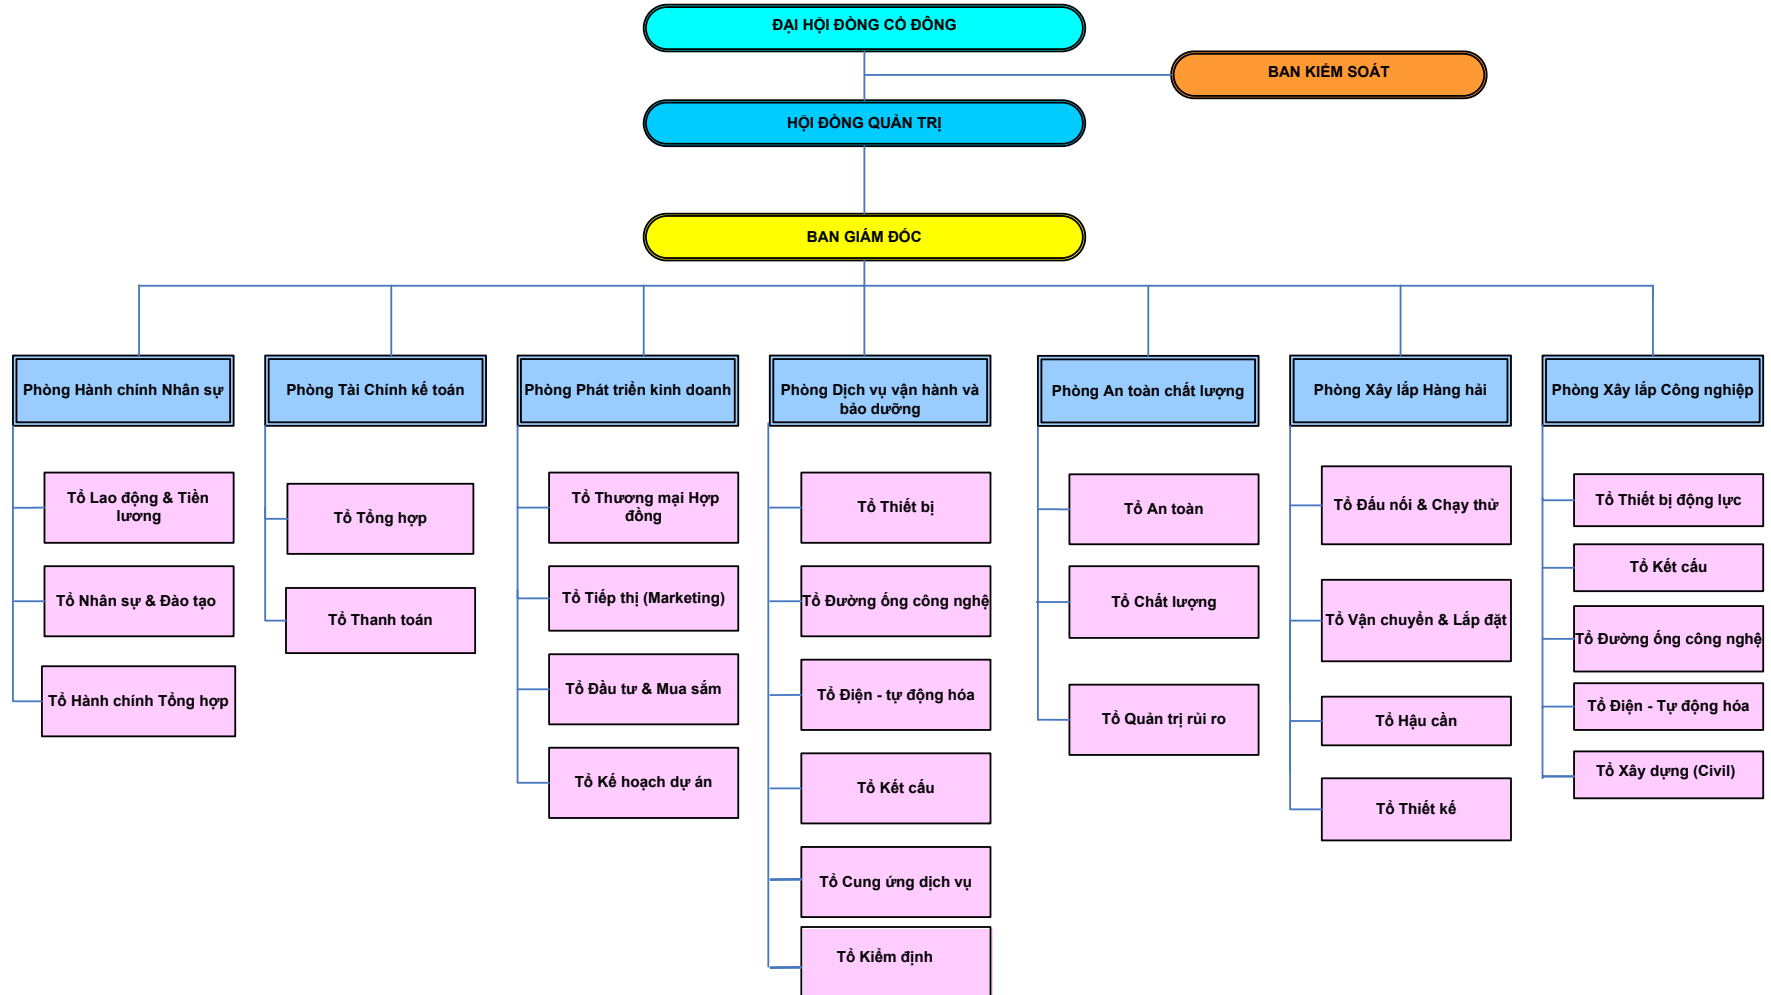 ĐẠI HỘI ĐỒNG CỔ ĐÔNG
BAN KIỂM SOÁT
HỘI ĐỒNG QUẢN TRỊ
BAN GIÁM ĐỐC
Phòng Hành chính Nhân sự
Phòng Tài Chính kế toán
Phòng Phát triển kinh doanh
Phòng Dịch vụ vận hành và
bảo dưỡng
Phòng An toàn chất lượng
Phòng Xây lắp Hàng hải
Phòng Xây lắp Công nghiệp
Tổ Lao động & Tiền
lương
Tổ Nhân sự & Đào tạo
Tổ Hành chính Tổng hợp
Tổ Tổng hợp
Tổ Thanh toán
Tổ Thương mại Hợp
đồng
Tổ Tiếp thị (Marketing)
Tổ Đầu tư & Mua sắm
Tổ Kế hoạch dự án
Tổ Thiết bị
Tổ Đường ống công nghệ
Tổ Điện - tự động hóa
Tổ Kết cấu
Tổ Cung ứng dịch vụ
Tổ Kiểm định
Tổ An toàn
Tổ Chất lượng
Tổ Quản trị rủi ro
Tổ Đấu nối & Chạy thử
Tổ Vận chuyển & Lắp đặt
Tổ Hậu cần
Tổ Thiết kế
Tổ Thiết bị động lực
Tổ Kết cấu
Tổ Đường ống công nghệ
Tổ Điện - Tự động hóa
Tổ Xây dựng (Civil)